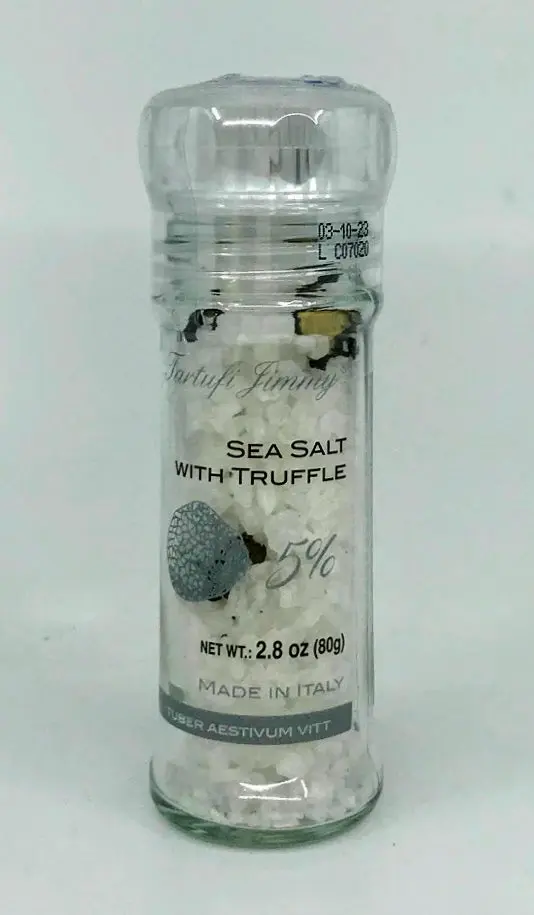 03-10-23
L C07020
Tartufi Jimmy
SEA SALT
WITH TRUFFLE
5%
NET WT.: 2.8 oz (80g)
MADE IN ITALY
TUBER AESTIVUM VITT